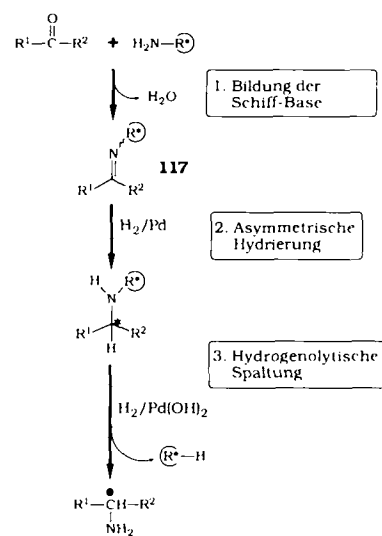 O
R¹—C—R² + H₂N—R*
H₂O
1. Bildung der
Schiff-Base
R*
N
117
R¹ R²
H₂/Pd
2. Asymmetrische
Hydrierung
H R*
N
R¹ * R²
H
3. Hydrogenolytische
Spaltung
H₂/Pd(OH)₂
R*—H
R¹—CH—R²
NH₂